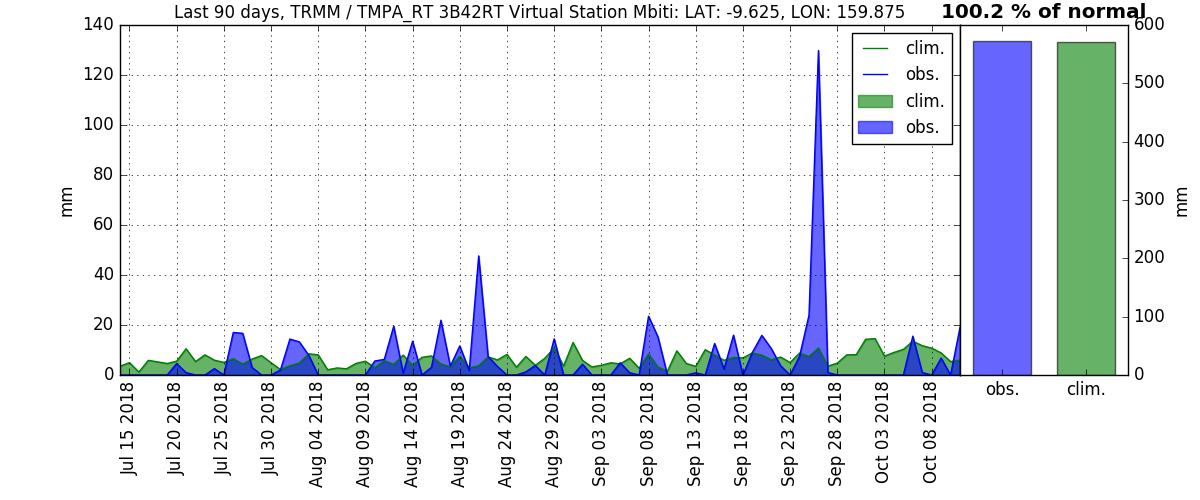 Last 90 days, TRMM / TMPA_RT 3B42RT Virtual Station Mbiti: LAT: -9.625, LON: 159.875
100.2 % of normal
140
120
100
80
60
40
20
0
mm
clim.
obs.
clim.
obs.
600
500
400
300
200
100
0
mm
obs.
clim.
Jul 15 2018
Jul 20 2018
Jul 25 2018
Jul 30 2018
Aug 04 2018
Aug 09 2018
Aug 14 2018
Aug 19 2018
Aug 24 2018
Aug 29 2018
Sep 03 2018
Sep 08 2018
Sep 13 2018
Sep 18 2018
Sep 23 2018
Sep 28 2018
Oct 03 2018
Oct 08 2018